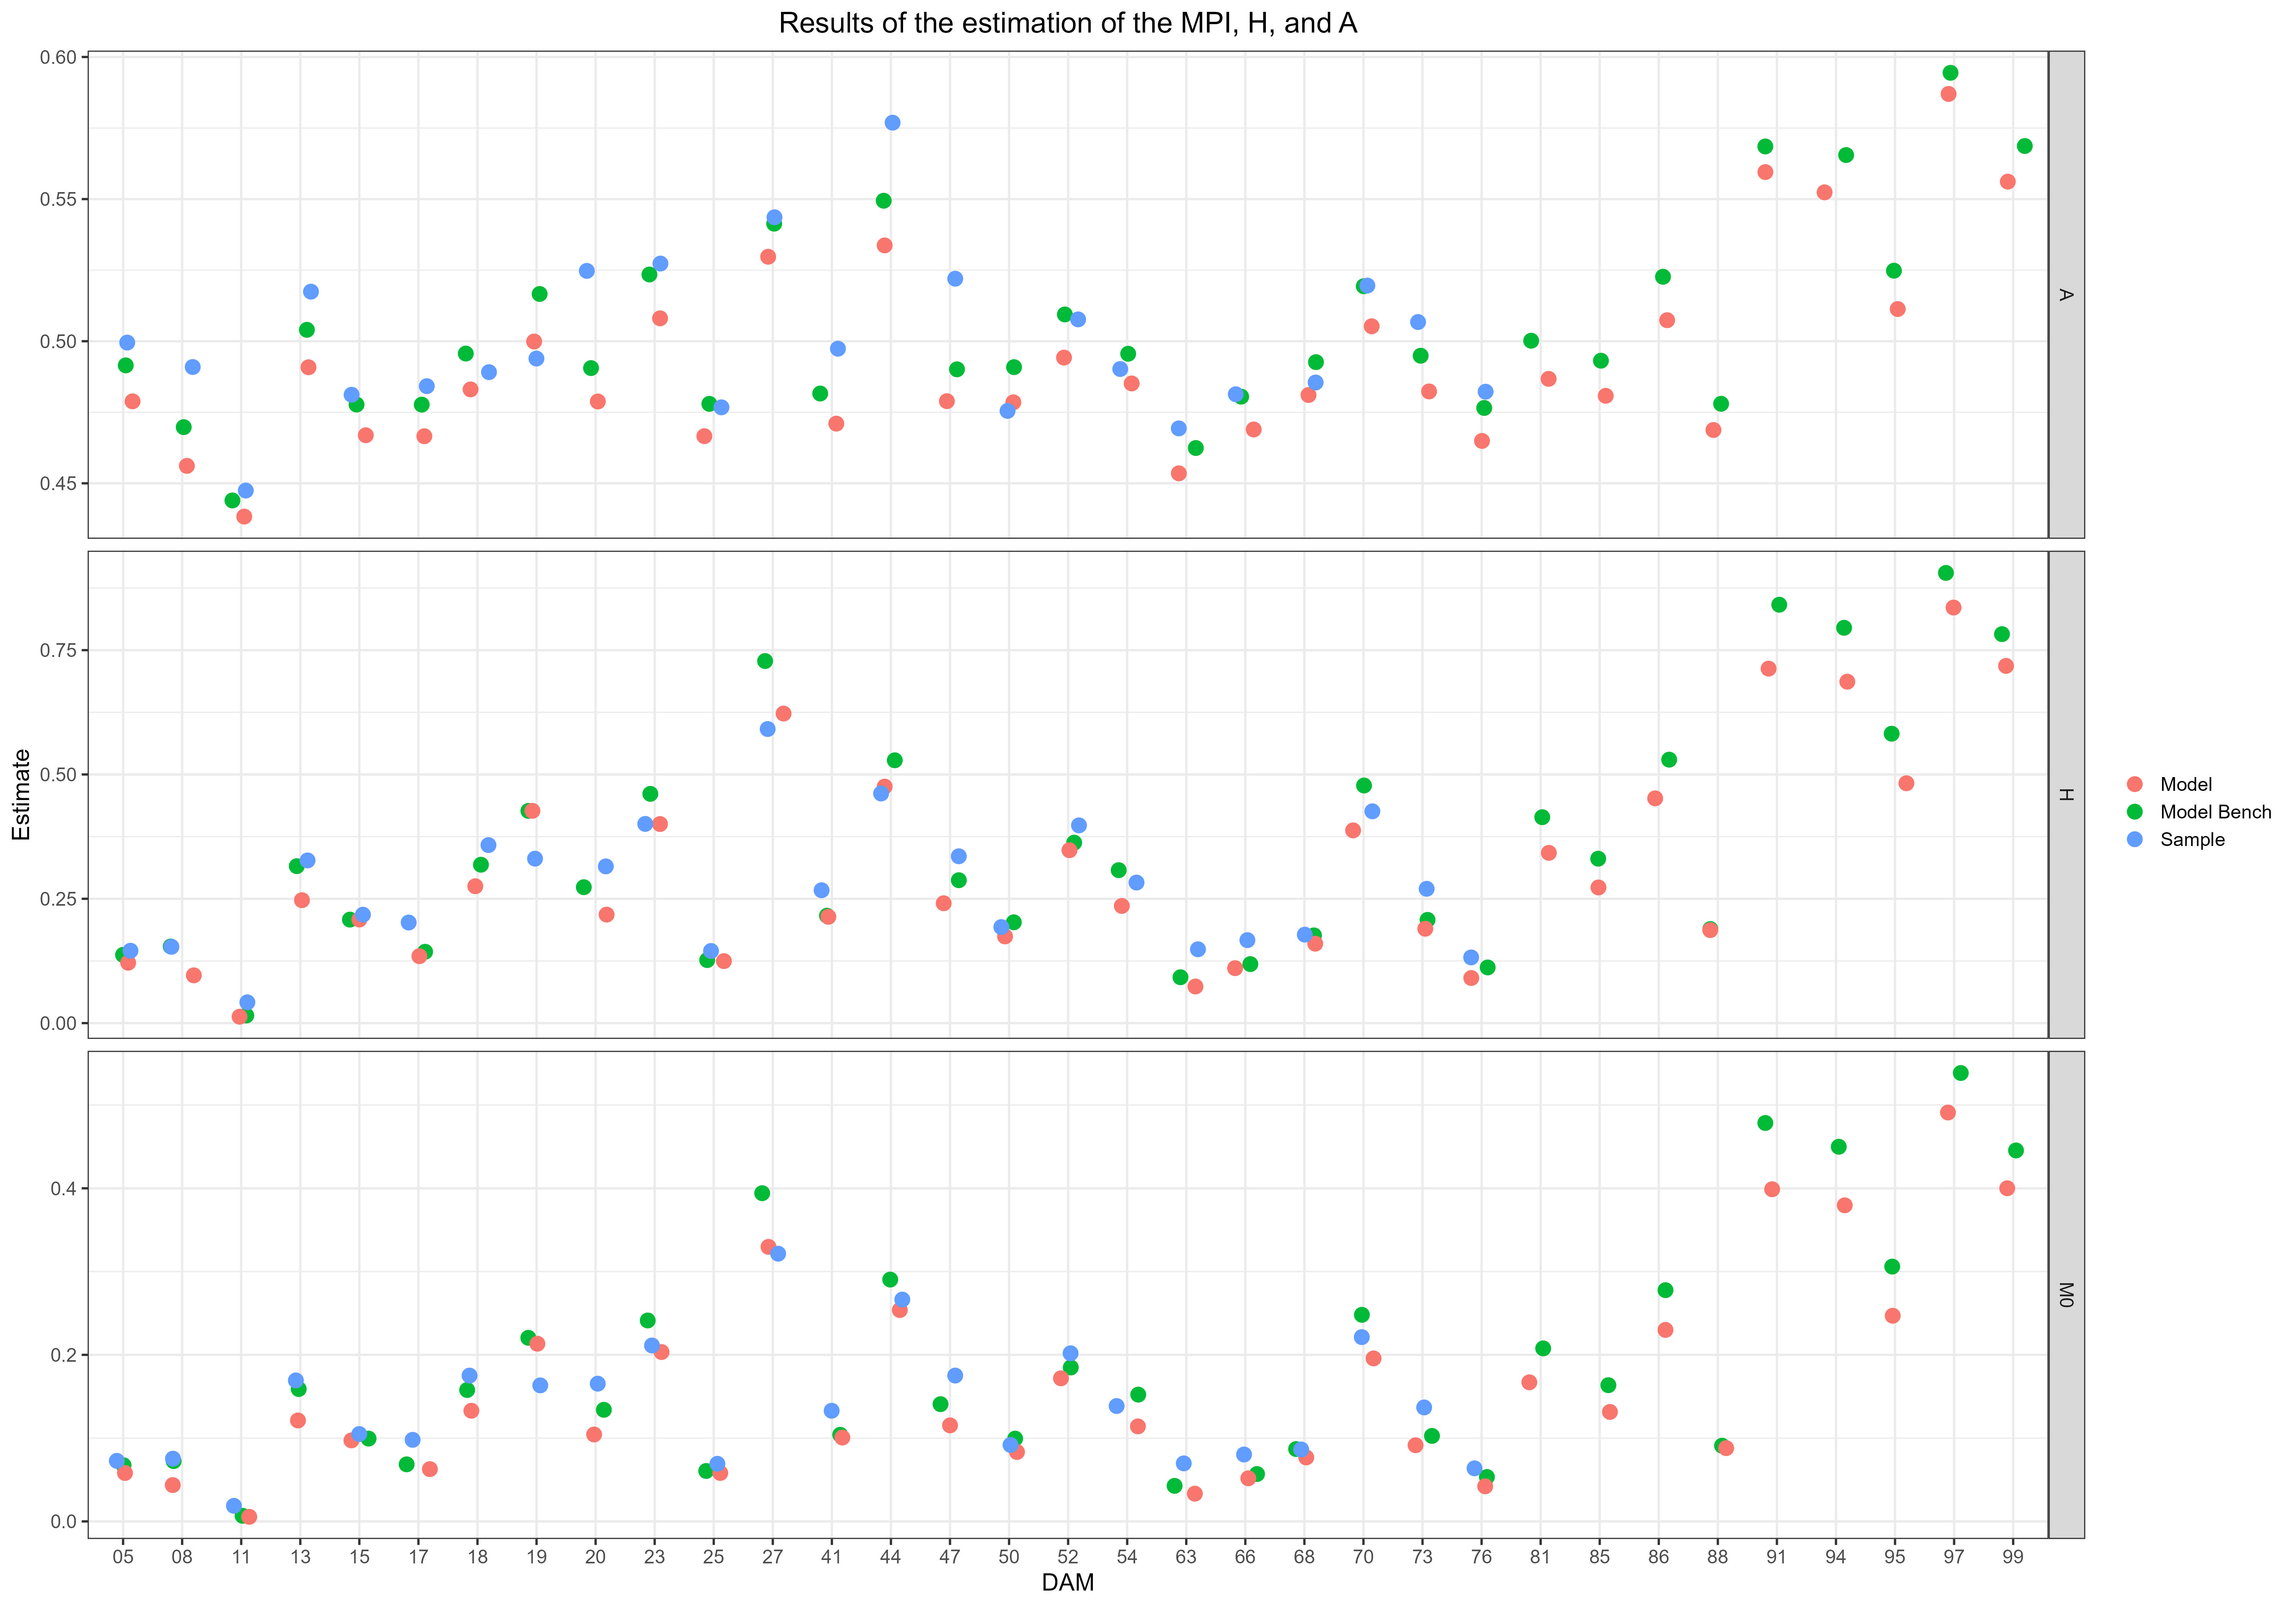 Results of the estimation of the MPI, H, and A
0.60
0.55
0.50
0.45
A
0.75
0.50
0.25
0.00
H
Estimate
Model
Model Bench
Sample
0.4
0.2
0.0
M0
05 08 11 13 15 17 18 19 20 23 25 27 41 44 47 50 52 54 63 66 68 70 73 76 81 85 86 88 91 94 95 97 99
DAM